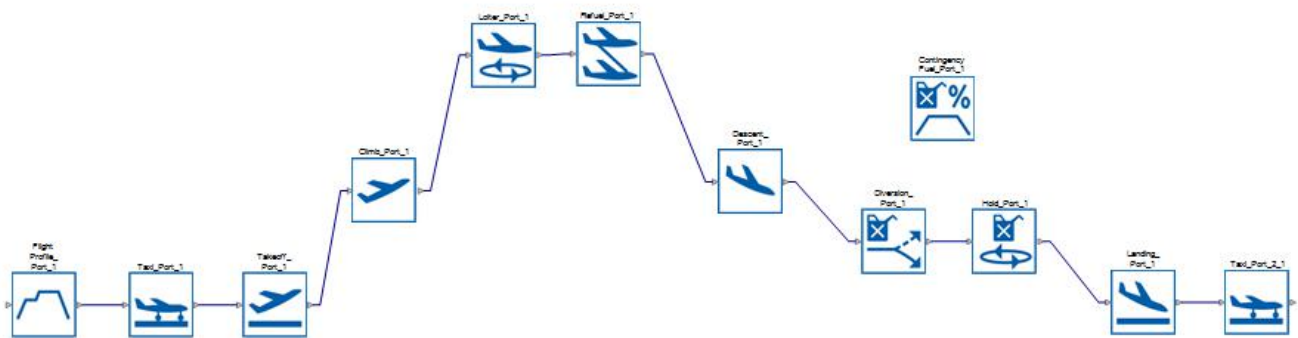 Loiter_Port_1
Refuel_Port_1
Contingency
Fuel_Port_1
%
Descent_
Port_1
Climb_Port_1
Diversion_
Port_1
Hold_Port_1
Flight
Profile_
Port_1
Taxi_Port_1
Takeoff_
Port_1
Landing_
Port_1
Taxi_Port_2_1